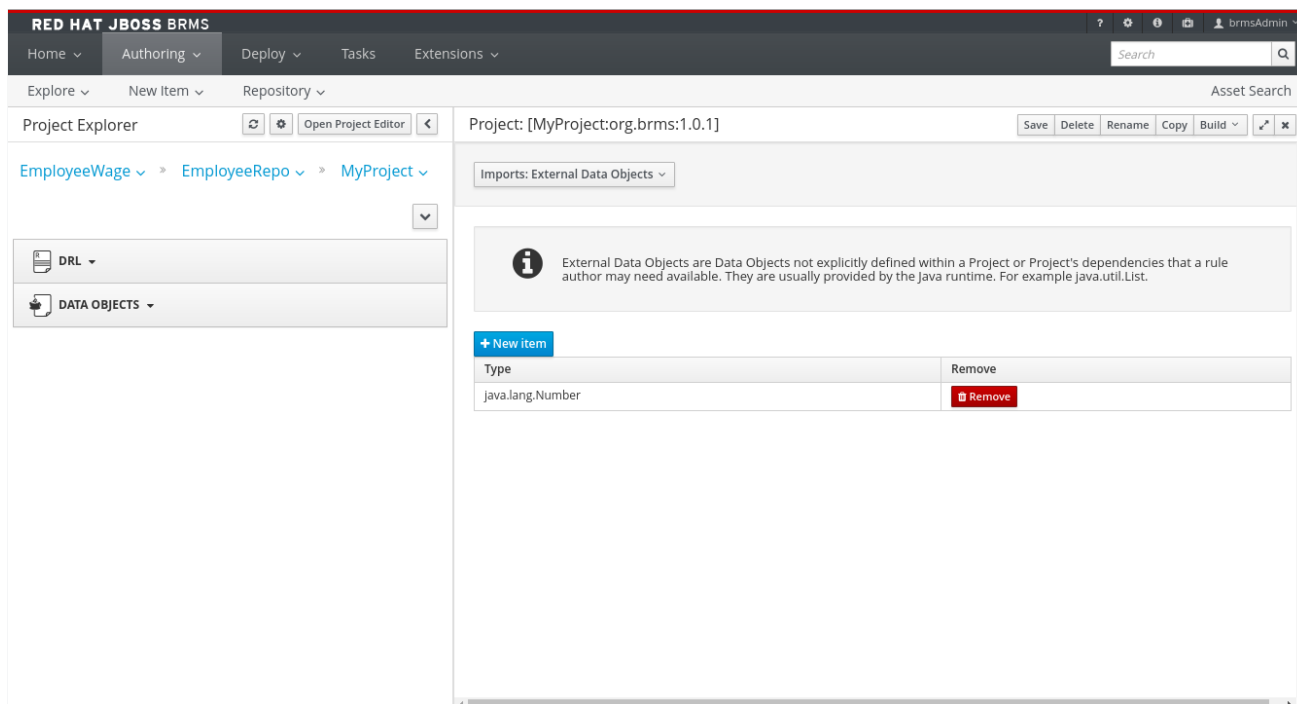 RED HAT JBOSS BRMS
? brmsAdmin
Home Authoring Deploy Tasks Extensions Search
Explore New Item Repository Asset Search
Project Explorer Open Project Editor
Project: [MyProject:org.brms:1.0.1] Save Delete Rename Copy Build
EmployeeWage » EmployeeRepo » MyProject
Imports: External Data Objects
DRL
DATA OBJECTS
External Data Objects are Data Objects not explicitly defined within a Project or Project's dependencies that a rule
author may need available. They are usually provided by the Java runtime. For example java.util.List.
+ New item
Type Remove
java.lang.Number Remove